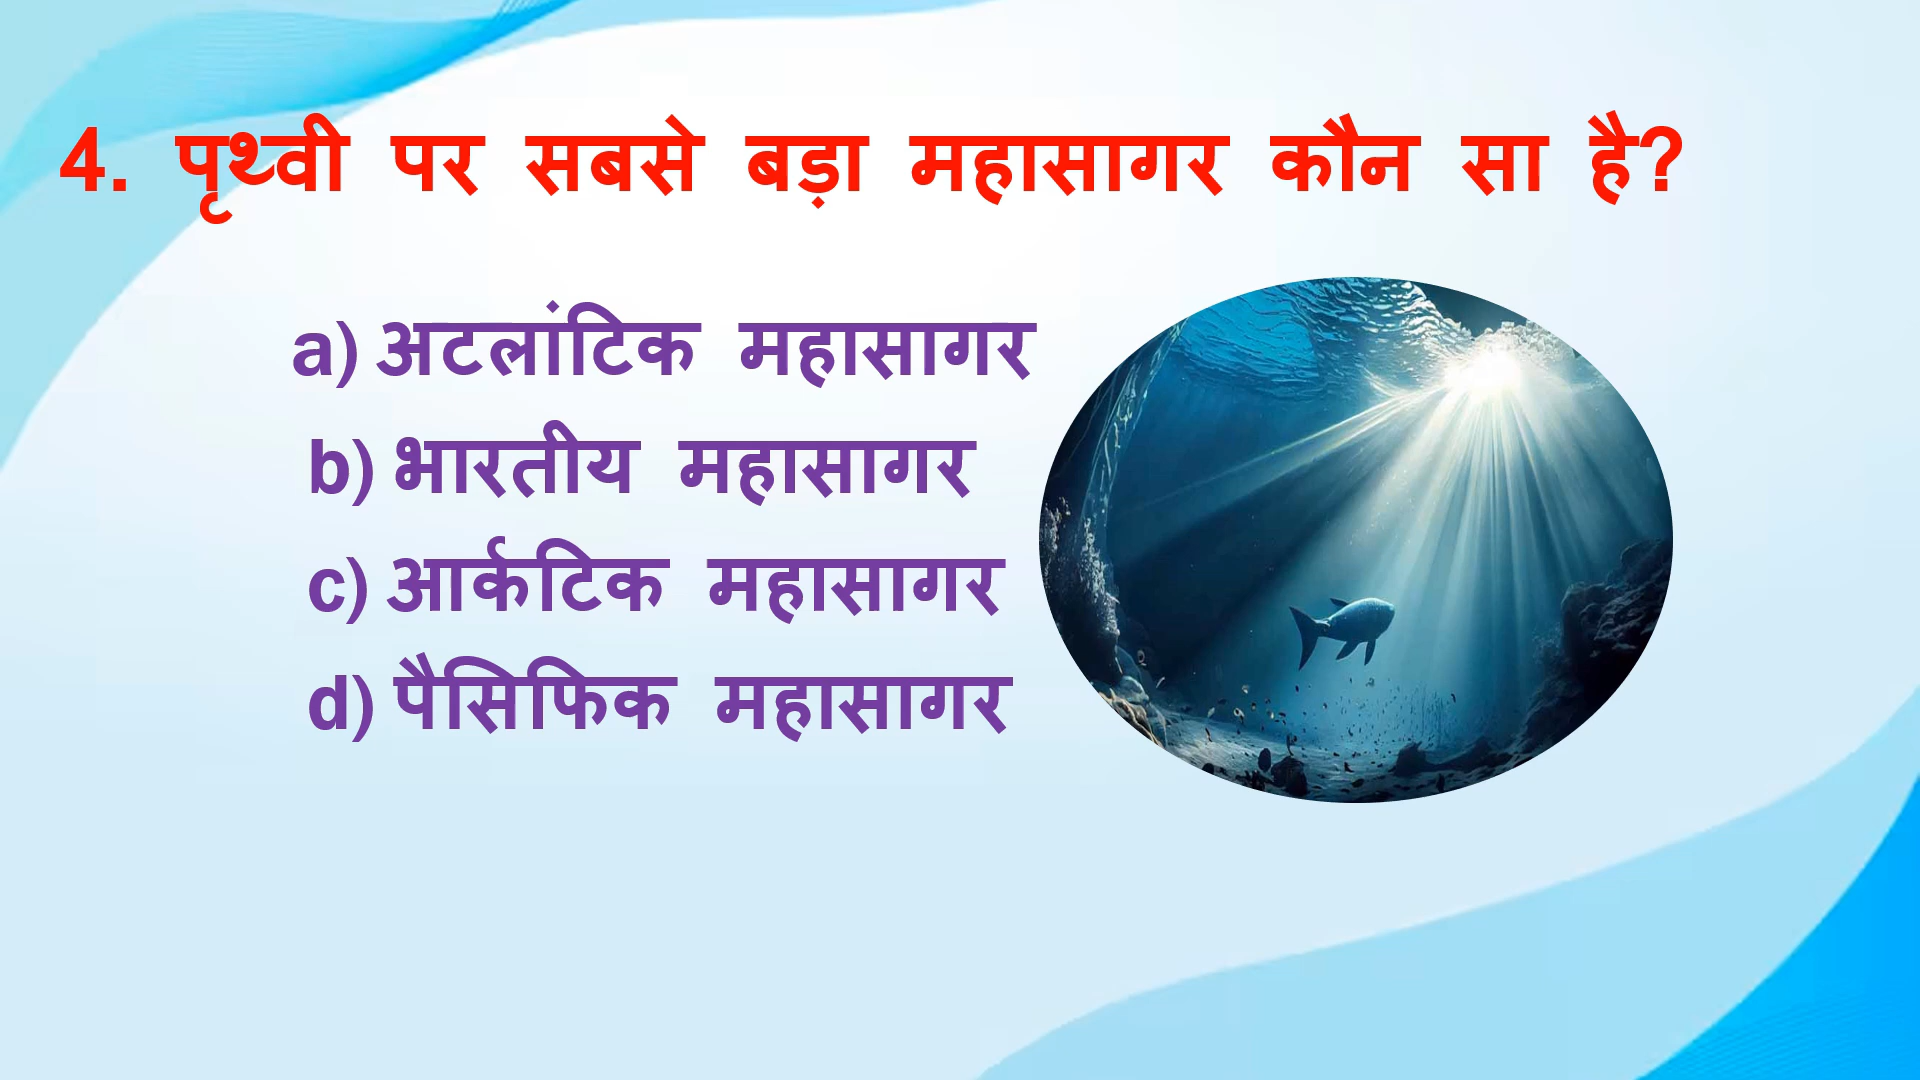 4. पृथ्वी पर सबसे बड़ा महासागर कौन सा है?
a) अटलांटिक महासागर
b) भारतीय महासागर
c) आर्कटिक महासागर
d) पैसिफिक महासागर